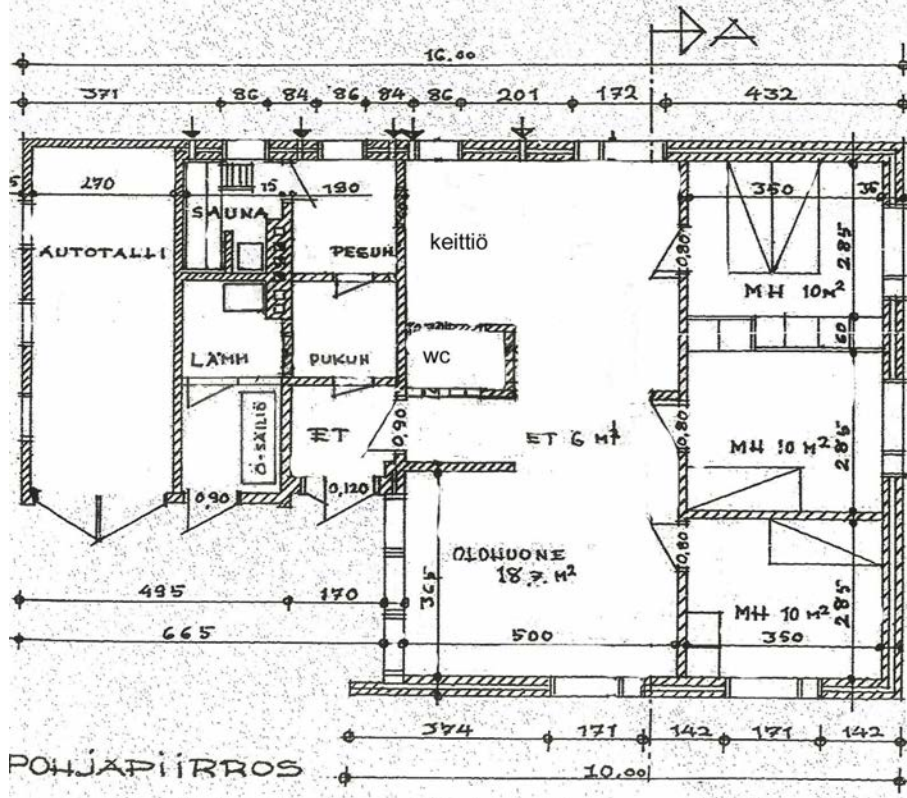 A
16.00
371 86 84 86 84 86 201 172 432
270
15
190
350
36
SAUNA
AUTOTALLI
PESUH
keittiö
0,80
285
MH 10 M²
60
LÄMH
PUKUH
WC
Ö-SÄILIÖ
ET
0,90
ET 6 M²
0,80
MH 10 M²
285
0,90
0,120
OLOHUONE
18.7 M²
0,80
365
MH 10 M²
285
495
170
665
500
350
374 171 142 171 142
POHJAPIIRROS
10.00